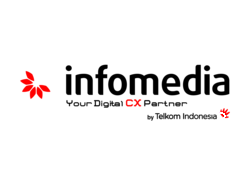 infomedia
Your Digital CX Partner
by Telkom Indonesia